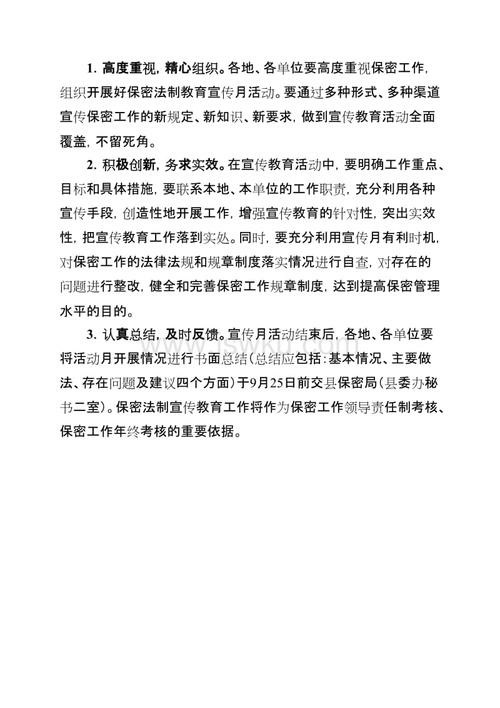 1. 高度重视，精心组织。各地、各单位要高度重视保密工作，
组织开展好保密法制教育宣传月活动。要通过多种形式、多种渠道
宣传保密工作的新规定、新知识、新要求，做到宣传教育活动全面
覆盖，不留死角。
2. 积极创新，务求实效。在宣传教育活动中，要明确工作重点、
目标和具体措施，要联系本地、本单位的工作职责，充分利用各种
宣传手段，创造性地开展工作，增强宣传教育的针对性，突出实效
性，把宣传教育工作落到实处。同时，要充分利用宣传月有利时机，
对保密工作的法律法规和规章制度落实情况进行自查，对存在的
问题进行整改，健全和完善保密工作规章制度，达到提高保密管理
水平的目的。
3. 认真总结，及时反馈。宣传月活动结束后，各地、各单位要
将活动月开展情况进行书面总结（总结应包括：基本情况、主要做
法、存在问题及建议四个方面）于9月25日前交县保密局（县委办秘
书二室）。保密法制宣传教育工作将作为保密工作领导责任制考核、
保密工作年终考核的重要依据。